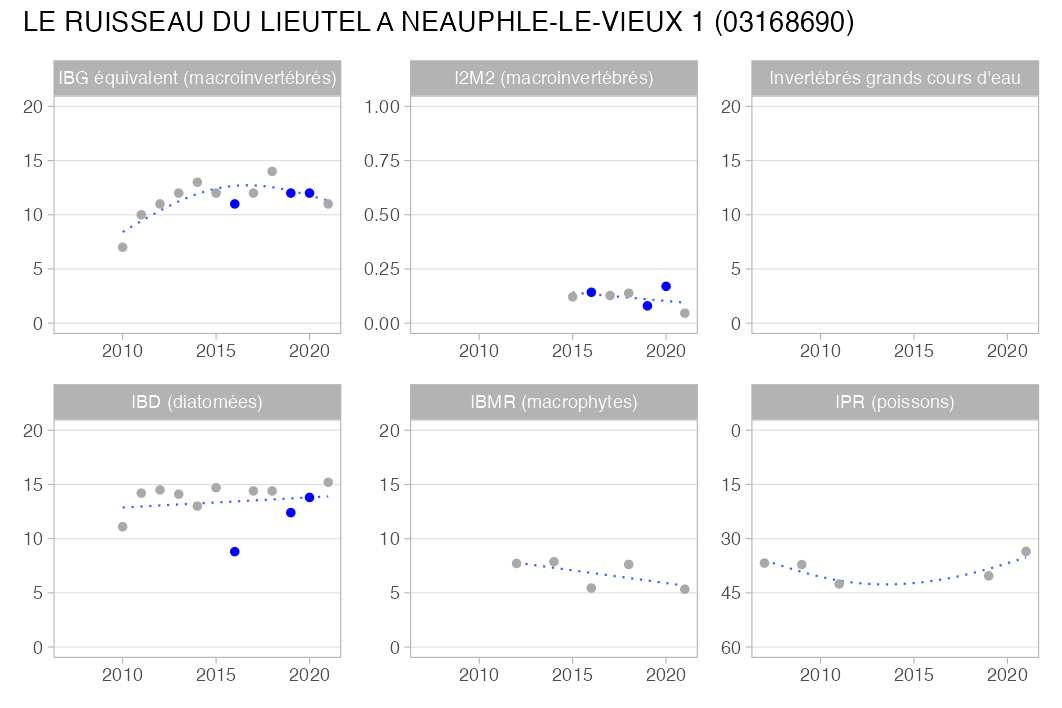 LE RUISSEAU DU LIEUTEL A NEAUPHLE-LE-VIEUX 1 (03168690)
IBG équivalent (macroinvertébrés)
20
15
10
5
0
2010 2015 2020
I2M2 (macroinvertébrés)
1.00
0.75
0.50
0.25
0.00
2010 2015 2020
Invertébrés grands cours d'eau
20
15
10
5
0
2010 2015 2020
IBD (diatomées)
20
15
10
5
0
2010 2015 2020
IBMR (macrophytes)
20
15
10
5
0
2010 2015 2020
IPR (poissons)
0
15
30
45
60
2010 2015 2020